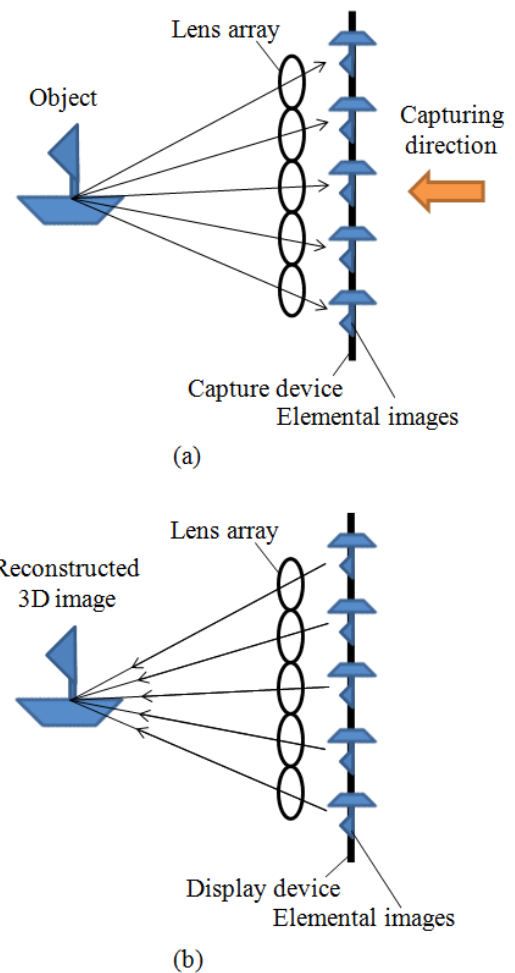 Lens array
Object
Capturing
direction
Capture device
Elemental images
(a)
Lens array
Reconstructed
3D image
Display device
Elemental images
(b)